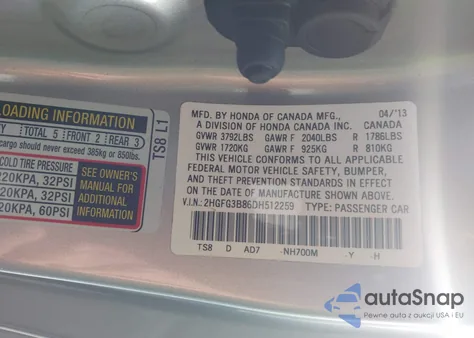 LOADING INFORMATION
TOTAL 5 FRONT 2 REAR 3
cargo should never exceed 385kg or 850lbs.
COLD TIRE PRESSURE
220KPA, 32PSI
220KPA, 32PSI
420KPA, 60PSI
SEE OWNER'S
MANUAL FOR
ADDITIONAL
INFORMATION
TS8 L1
MFD. BY HONDA OF CANADA MFG., 04/'13
A DIVISION OF HONDA CANADA INC. CANADA
GVWR 3792LBS GAWR F 2040LBS R 1786LBS
GVWR 1720KG GAWR F 925KG R 810KG
THIS VEHICLE CONFORMS TO ALL APPLICABLE
FEDERAL MOTOR VEHICLE SAFETY, BUMPER,
AND THEFT PREVENTION STANDARDS IN EFFECT ON
THE DATE OF MANUFACTURE SHOWN ABOVE.
V.I.N.: 2HGFG3B86DH512259 TYPE: PASSENGER CAR
TS8 D AD7 -NH700M -Y -H
autaSnap
Pewne auta z aukcji USA i EU